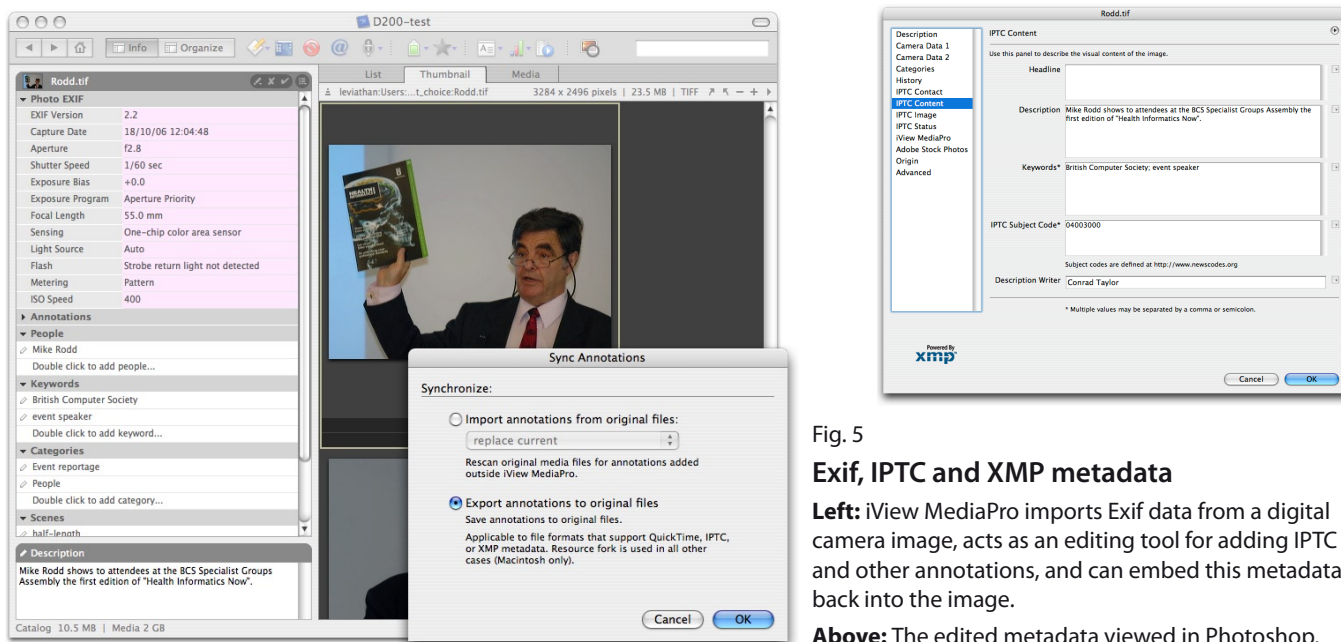 D200-test
Info Organize
List Thumbnail Media
Rodd.tif
leviathan:Users:...t_choice:Rodd.tif 3284 x 2496 pixels | 23.5 MB | TIFF
Photo EXIF
EXIF Version 2.2
Capture Date 18/10/06 12:04:48
Aperture f2.8
Shutter Speed 1/60 sec
Exposure Bias +0.0
Exposure Program Aperture Priority
Focal Length 55.0 mm
Sensing One-chip color area sensor
Light Source Auto
Flash Strobe return light not detected
Metering Pattern
ISO Speed 400
Annotations
People
Mike Rodd
Double click to add people...
Keywords
British Computer Society
event speaker
Double click to add keyword...
Categories
Event reportage
People
Double click to add category...
Scenes
half-length
Description
Mike Rodd shows to attendees at the BCS Specialist Groups
Assembly the first edition of "Health Informatics Now".
Catalog 10.5 MB | Media 2 GB
HEALTH
Sync Annotations
Synchronize:
Import annotations from original files:
replace current
Rescan original media files for annotations added
outside iView MediaPro.
Export annotations to original files
Save annotations to original files.
Applicable to file formats that support QuickTime, IPTC,
or XMP metadata. Resource fork is used in all other
cases (Macintosh only).
Cancel OK
Rodd.tif
Description
Camera Data 1
Camera Data 2
Categories
History
IPTC Contact
IPTC Content
IPTC Image
IPTC Status
iView MediaPro
Adobe Stock Photos
Origin
Advanced
IPTC Content
Use this panel to describe the visual content of the image.
Headline
Description Mike Rodd shows to attendees at the BCS Specialist Groups Assembly the
first edition of "Health Informatics Now".
Keywords* British Computer Society; event speaker
IPTC Subject Code* 04003000
Subject codes are defined at http://www.newscodes.org
Description Writer Conrad Taylor
* Multiple values may be separated by a comma or semicolon.
Powered By
xmp
Cancel OK
Fig. 5
Exif, IPTC and XMP metadata
Left: iView MediaPro imports Exif data from a digital
camera image, acts as an editing tool for adding IPTC
and other annotations, and can embed this metadata
back into the image.
Above: The edited metadata viewed in Photoshop.